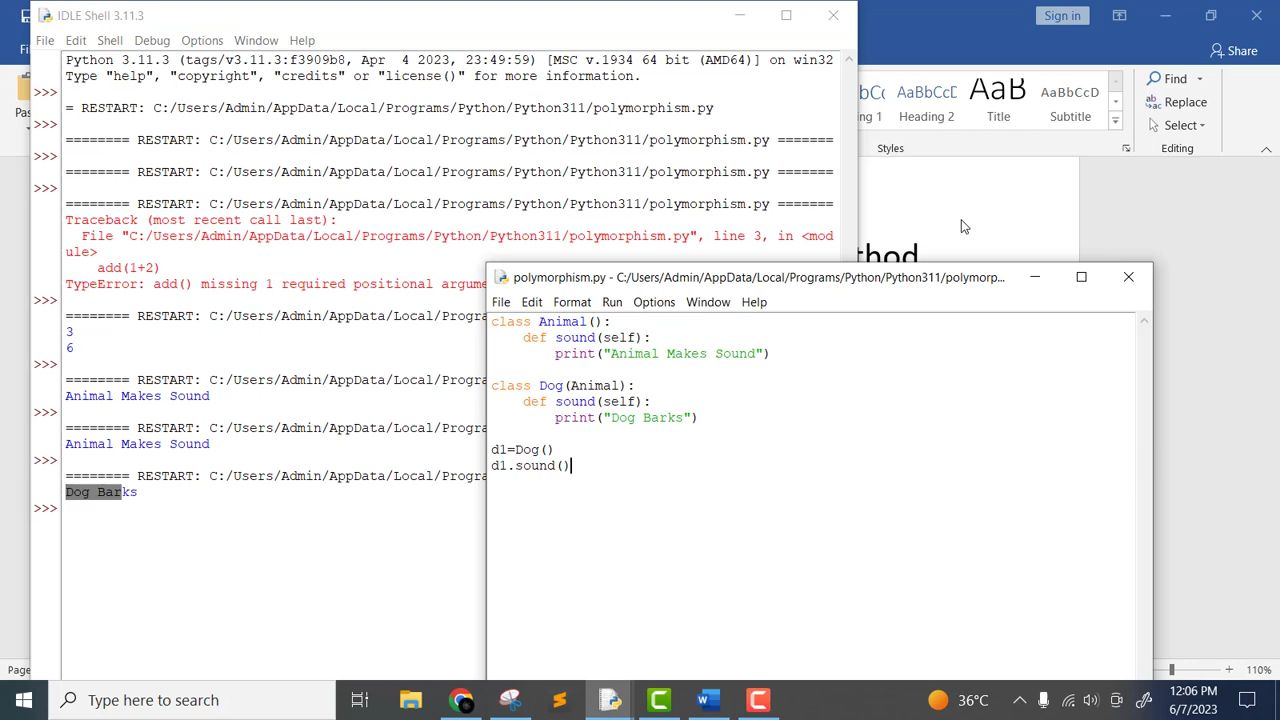 IDLE Shell 3.11.3
File Edit Shell Debug Options Window Help
Python 3.11.3 (tags/v3.11.3:f3909b8, Apr  4 2023, 23:49:59) [MSC v.1934 64 bit (AMD64)] on win32
Type "help", "copyright", "credits" or "license()" for more information.
>>>
= RESTART: C:/Users/Admin/AppData/Local/Programs/Python/Python311/polymorphism.py
>>>
======== RESTART: C:/Users/Admin/AppData/Local/Programs/Python/Python311/polymorphism.py =======
>>>
======== RESTART: C:/Users/Admin/AppData/Local/Programs/Python/Python311/polymorphism.py =======
>>>
======== RESTART: C:/Users/Admin/AppData/Local/Programs/Python/Python311/polymorphism.py =======
Traceback (most recent call last):
  File "C:/Users/Admin/AppData/Local/Programs/Python/Python311/polymorphism.py", line 3, in <mod
ule>
    add(1+2)
TypeError: add() missing 1 required positional argume
>>>
======== RESTART: C:/Users/Admin/AppData/Local/Progra
3
6
>>>
======== RESTART: C:/Users/Admin/AppData/Local/Progra
Animal Makes Sound
>>>
======== RESTART: C:/Users/Admin/AppData/Local/Progra
Animal Makes Sound
>>>
======== RESTART: C:/Users/Admin/AppData/Local/Progra
Dog Barks
>>>
Sign in
Share
Find
AaBbCcD AaB AaBbCcD
Replace
ng 1 Heading 2 Title Subtitle
Select
Styles Editing
thod
polymorphism.py - C:/Users/Admin/AppData/Local/Programs/Python/Python311/polymorp...
File Edit Format Run Options Window Help
class Animal():
    def sound(self):
        print("Animal Makes Sound")
class Dog(Animal):
    def sound(self):
        print("Dog Barks")
d1=Dog()
d1.sound()
Page
110%
Type here to search
36°C
12:06 PM
6/7/2023